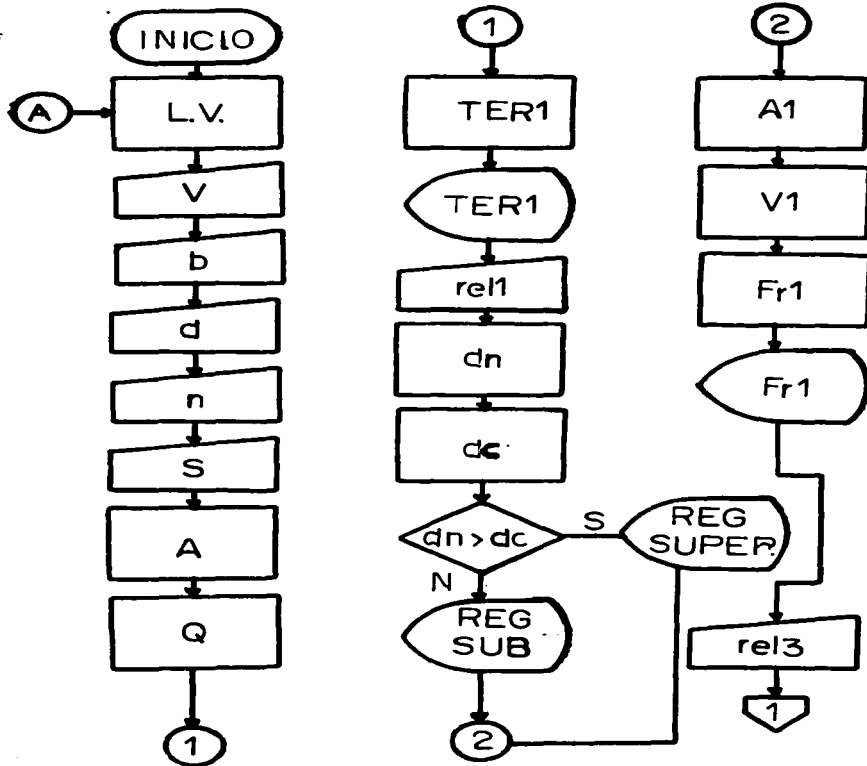 INICIO
A
L.V.
V
b
d
n
S
A
Q
1
1
TER1
TER1
rel1
dn
dc
dn > dc
S
REG
SUPER.
N
REG
SUB
2
2
A1
V1
Fr1
Fr1
rel3
1